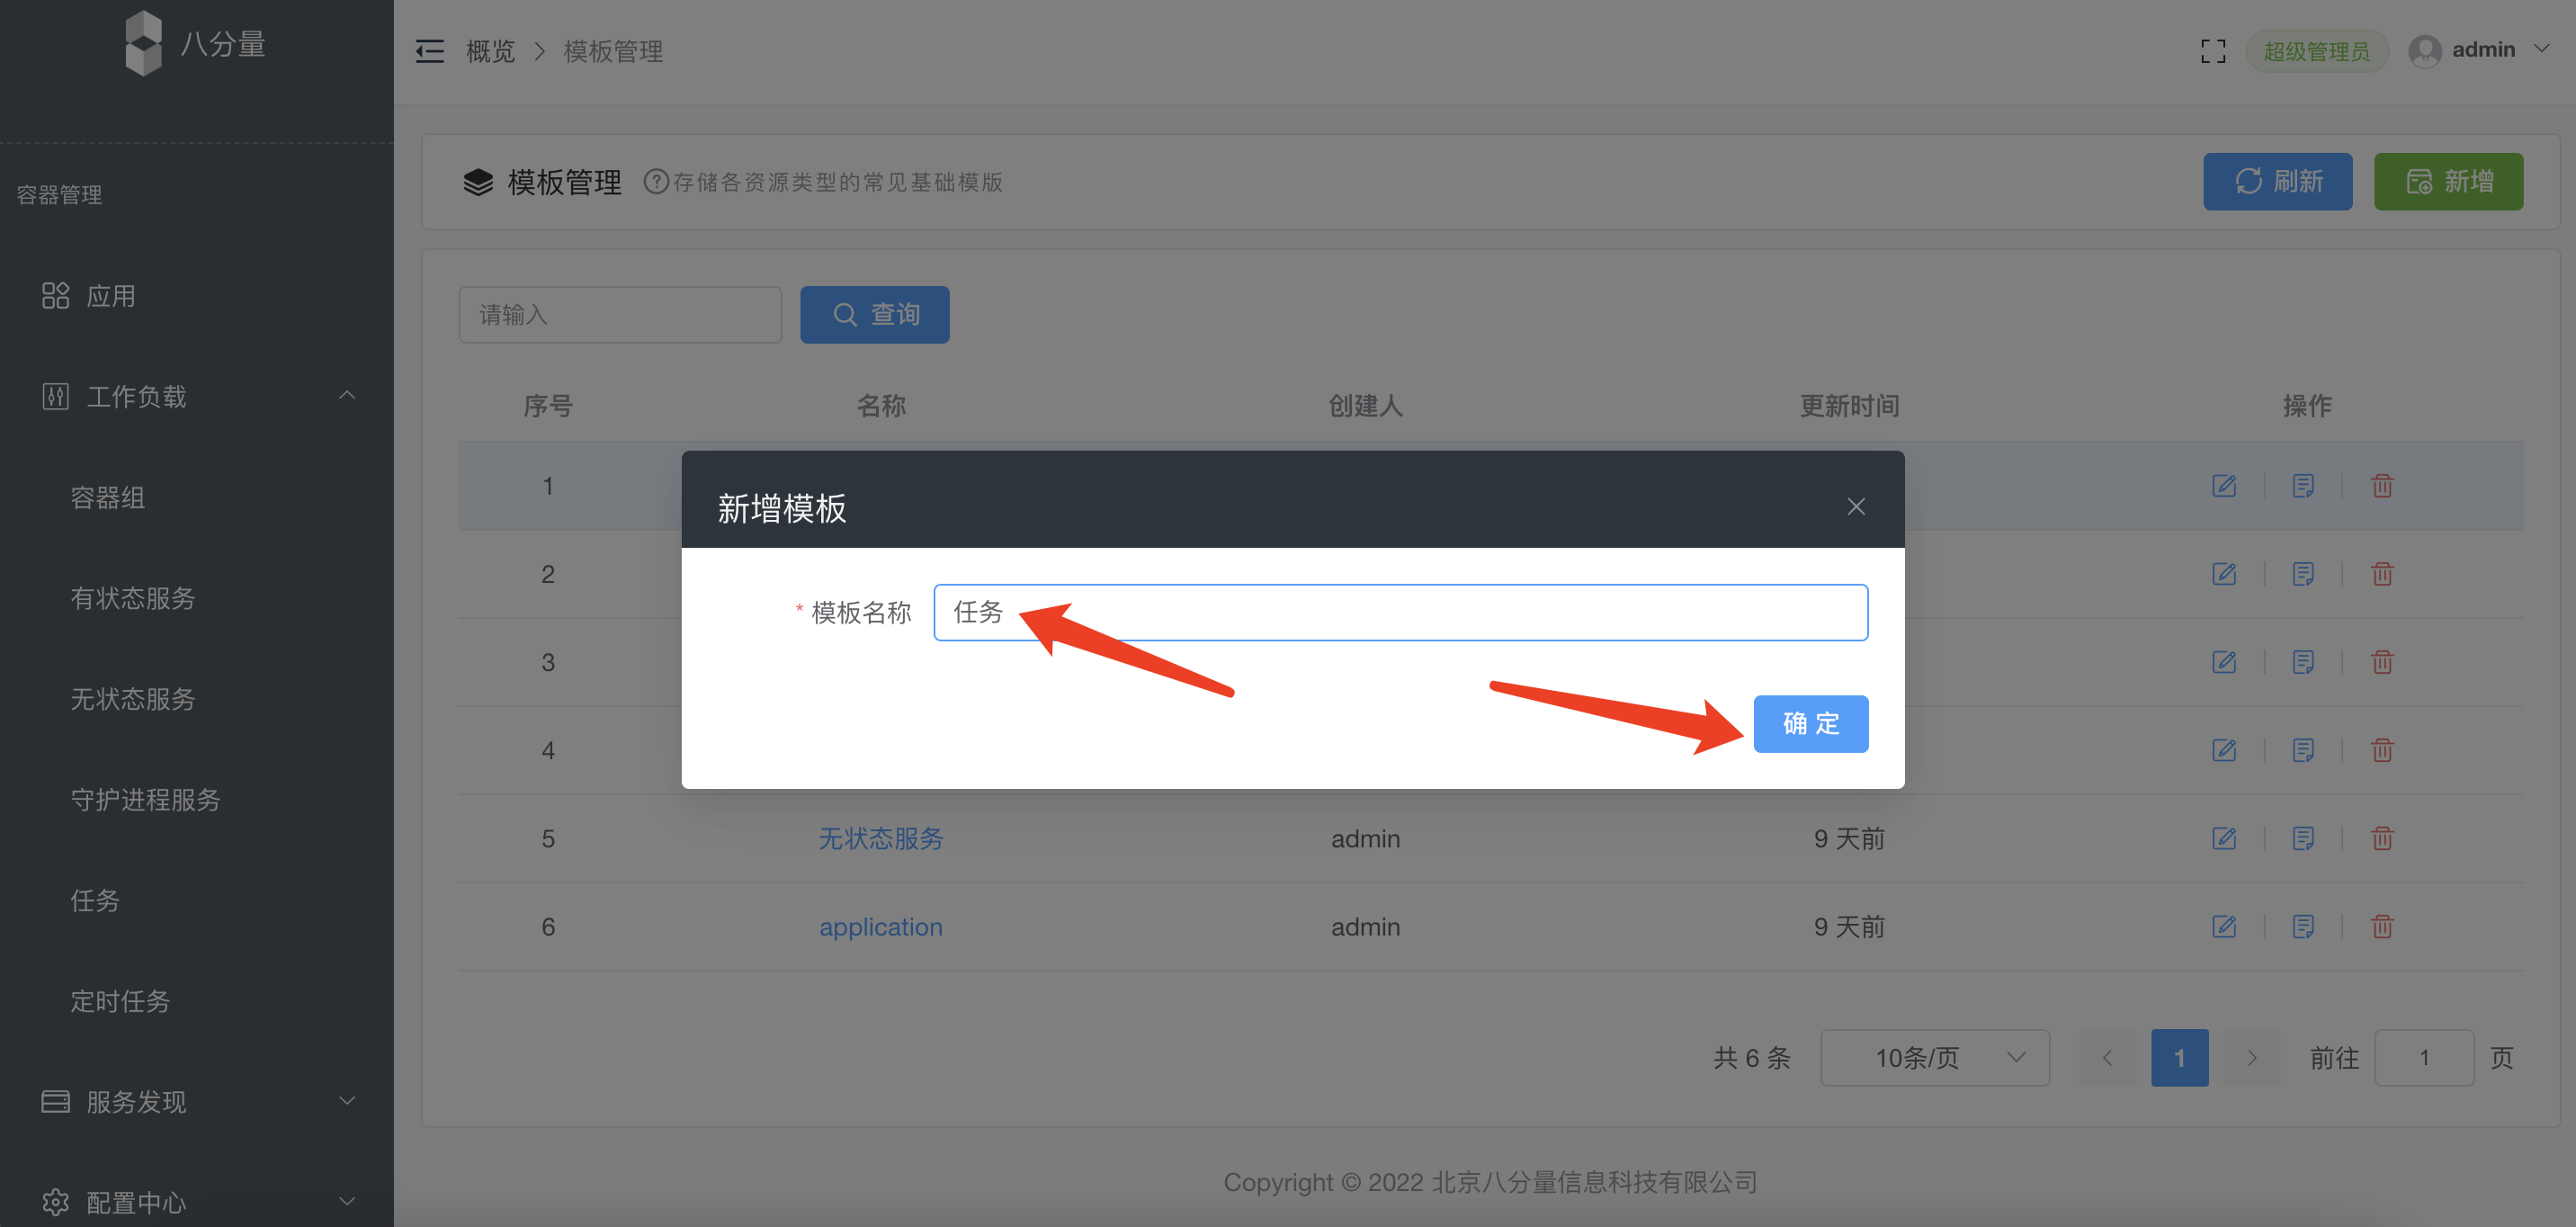 八分量
概览 > 模板管理
超级管理员
admin
容器管理
应用
工作负载
容器组
有状态服务
无状态服务
守护进程服务
任务
定时任务
服务发现
配置中心
模板管理
存储各资源类型的常见基础模版
刷新
新增
请输入
查询
序号 名称 创建人 更新时间 操作
1
2
3
4
新增模板
* 模板名称 任务
确 定
5 无状态服务 admin 9 天前
6 application admin 9 天前
共 6 条 10条/页 < 1 > 前往 1 页
Copyright © 2022 北京八分量信息科技有限公司